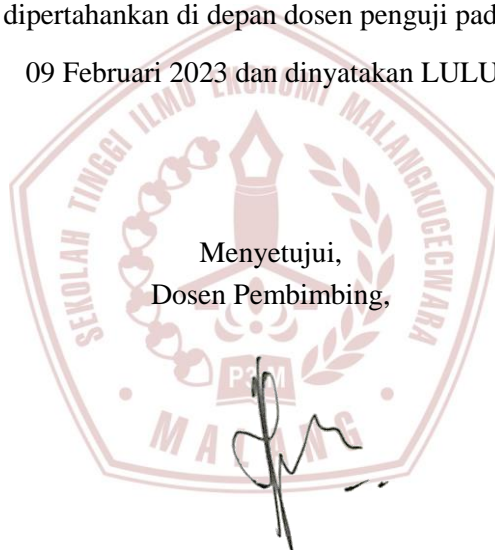 dipertahankan di depan dosen penguji pad
09 Februari 2023 dan dinyatakan LULU
SEKOLAH TINGGI ILMU EKONOMI MALANGKUCECWARA
Menyetujui,
Dosen Pembimbing,
P3M
MALANG